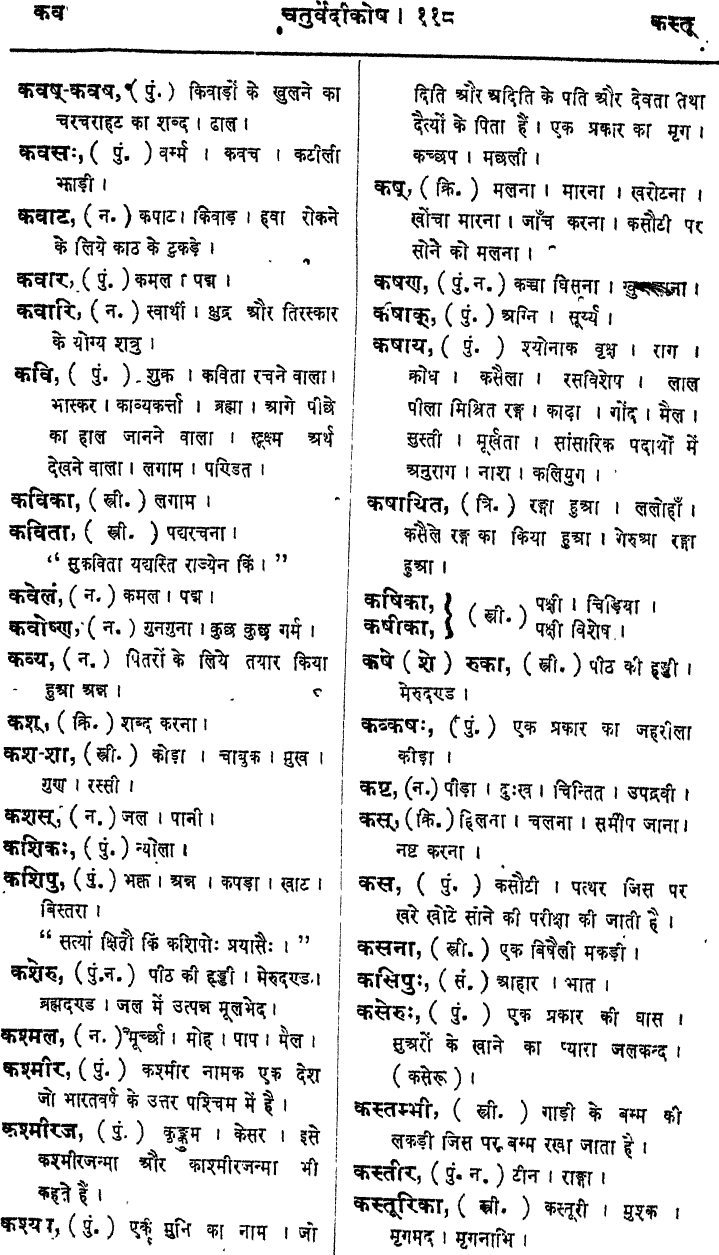 कव चतुर्वेदीकोष । ११८ कस्तू
कवष्-कवष, ( पुं. ) किवाड़ों के खुलने का
चरचराहट का शब्द । ढाल ।
कवसः, ( पुं. ) वर्म्म । कवच । कटीली
झाड़ी ।
कवाट, ( न. ) कपाट । किवाड़ । हवा रोकने
के लिये काठ के टुकड़े ।
कवार, ( पुं. ) कमल । पद्म ।
कवारि, ( न. ) स्वार्थी । क्षुद्र और तिरस्कार
के योग्य शत्रु ।
कवि, ( पुं. ) शुक्र । कविता रचने वाला ।
भास्कर । काव्यकर्त्ता । ब्रह्मा । आगे पीछे
का हाल जानने वाला । सूक्ष्म अर्थ
देखने वाला । लगाम । पण्डित ।
कविका, ( स्त्री. ) लगाम ।
कविता, ( स्त्री. ) पद्यरचना ।
“ सुकविता यद्यस्ति राज्येन किं । ”
कवेलं, ( न. ) कमल । पद्म ।
कवोष्ण, ( न. ) गुनगुना । कुछ कुछ गर्म ।
कव्य, ( न. ) पितरों के लिये तयार किया
हुआ अन्न ।
कश्, ( क्रि. ) शब्द करना ।
कश-शा, ( स्त्री. ) कोड़ा । चाबुक । मुख ।
गुण । रस्सी ।
कशस्, ( न. ) जल । पानी ।
कशिकः, ( पुं. ) न्योला ।
कशिपु, ( पुं. ) भक्त । अन्न । कपड़ा । खाट ।
बिस्तरा ।
“ सत्यां क्षितौ किं कशिपोः प्रयासैः । ”
कशेरु, ( पुं.न. ) पीठ की हड्डी । मेरुदण्ड ।
ब्रह्मदण्ड । जल में उत्पन्न मूलभेद ।
कश्मल, ( न. ) मूर्च्छा । मोह । पाप । मैल ।
कश्मीर, ( पुं. ) कश्मीर नामक एक देश
जो भारतवर्ष के उत्तर पश्चिम में है ।
कश्मीरज, ( पुं. ) कुङ्कुम । केसर । इसे
कश्मीरजन्मा और काश्मीरजन्मा भी
कहते हैं ।
कश्यप, ( पुं. ) एक मुनि का नाम । जो
दिति और अदिति के पति और देवता तथा
दैत्यों के पिता हैं । एक प्रकार का मृग ।
कच्छप । मछली ।
कष्, ( क्रि. ) मलना । मारना । खरोटना ।
खोंचा मारना । जाँच करना । कसौटी पर
सोने को मलना ।
कषण, ( पुं.न. ) कच्चा घिसना ।
कषाकू, ( पुं. ) अग्नि । सूर्य्य ।
कषाय, ( पुं. ) श्योनाक वृक्ष । राग ।
क्रोध । कसैला । रसविशेष । लाल
पीला मिश्रित रङ्ग । काढ़ा । गोंद । मैल ।
सुस्ती । मूर्खता । सांसारिक पदार्थों में
अनुराग । नाश । कलियुग ।
कषायित, ( त्रि. ) रङ्गा हुआ । ललोहाँ ।
कसैले रङ्ग का किया हुआ । गेरुआ रङ्गा
हुआ ।
कषिका, } ( स्त्री. ) पक्षी । चिड़िया ।
कषीका, } पक्षी विशेष ।
कषे ( शे ) रुका, ( स्त्री. ) पीठ की हड्डी ।
मेरुदण्ड ।
कष्कषः, ( पुं. ) एक प्रकार का जहरीला
कीड़ा ।
कष्ट, (न.) पीड़ा । दुःख । चिन्तित । उपद्रवी ।
कस्, (क्रि.) हिलना । चलना । समीप जाना ।
नष्ट करना ।
कस, ( पुं. ) कसौटी । पत्थर जिस पर
खरे खोटे सोने की परीक्षा की जाती है ।
कसना, ( स्त्री. ) एक विषैली मकड़ी ।
कसिपुः, ( सं. ) आहार । भात ।
कसेरुः, ( पुं. ) एक प्रकार की घास ।
सुअरों के खाने का प्यारा जलकन्द ।
( कसेरू ) ।
कस्तम्भी, ( स्त्री. ) गाड़ी के बम्म की
लकड़ी जिस पर बम्म रखा जाता है ।
कस्तीर, ( पुं. न. ) टीन । राङ्गा ।
कस्तूरिका, ( स्त्री. ) कस्तूरी । मुश्क ।
मृगमद । मृगनाभि ।